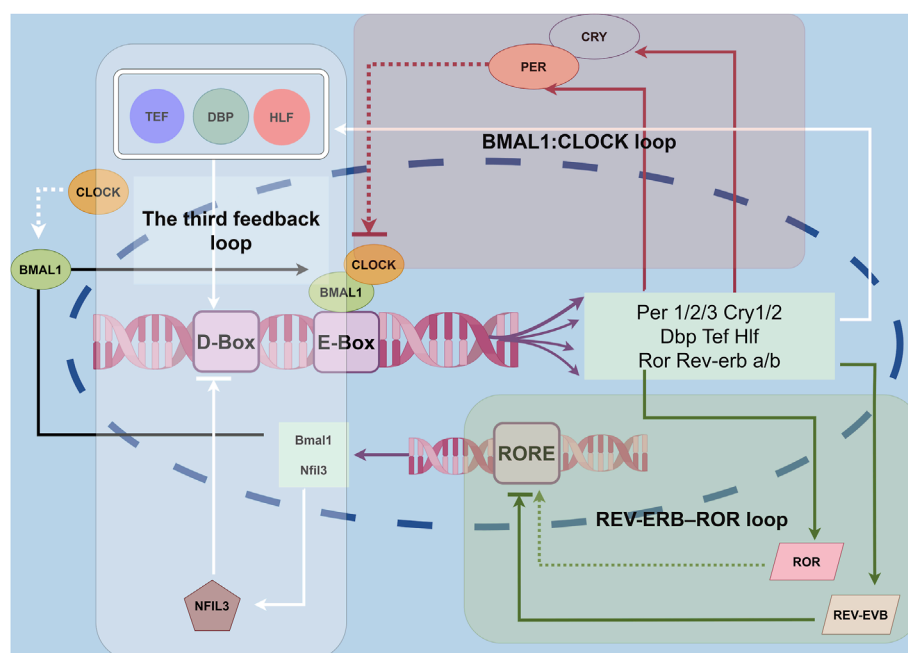 CRY
PER
TEF
DBP
HLF
BMAL1:CLOCK loop
CLOCK
The third feedback
loop
BMAL1
CLOCK
BMAL1
D-Box
E-Box
Per 1/2/3 Cry1/2
Dbp Tef Hlf
Ror Rev-erb a/b
Bmal1
Nfil3
RORE
REV-ERB–ROR loop
ROR
NFIL3
REV-EVB